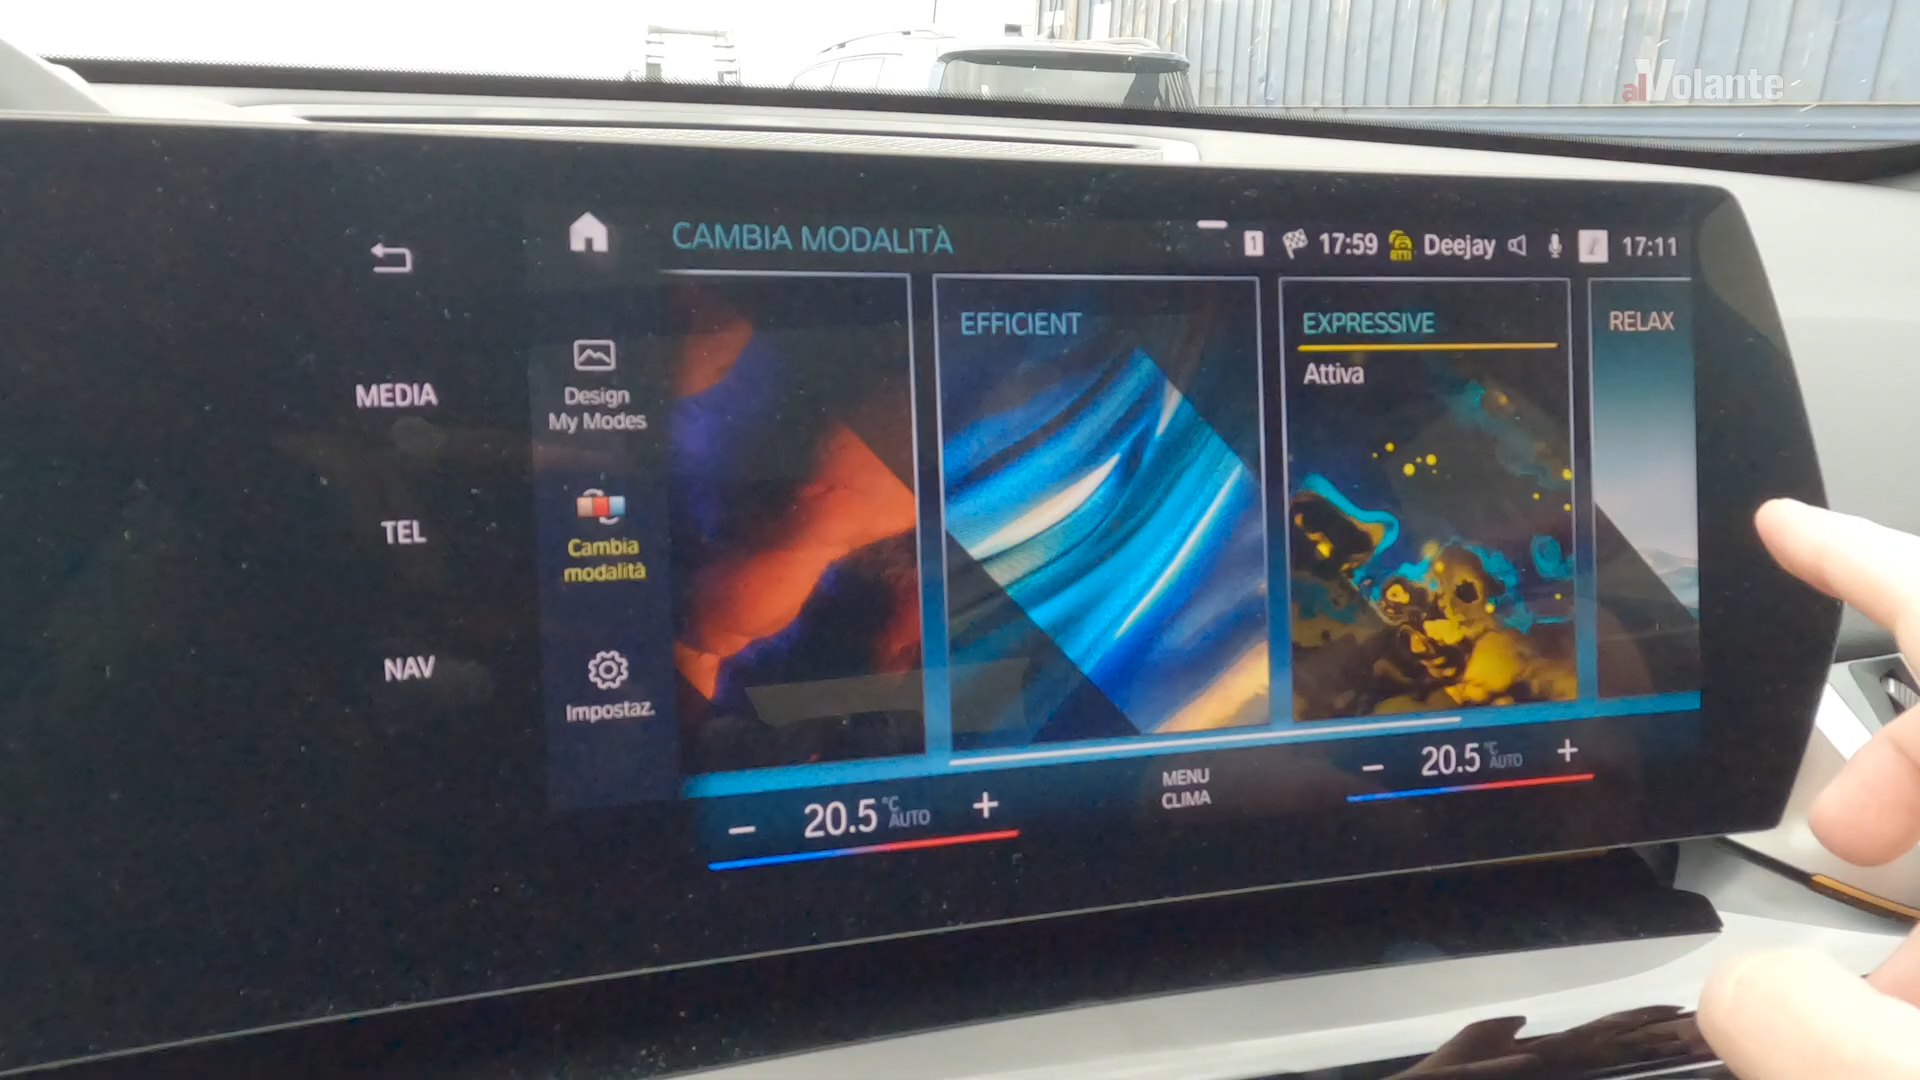 alVolante
CAMBIA MODALITÀ
1 17:59 RTTI Deejay 17:11
MEDIA
TEL
NAV
Design
My Modes
Cambia
modalità
Impostaz.
EFFICIENT
EXPRESSIVE
Attiva
RELAX
- 20.5 °C AUTO +
MENU
CLIMA
- 20.5 °C AUTO +